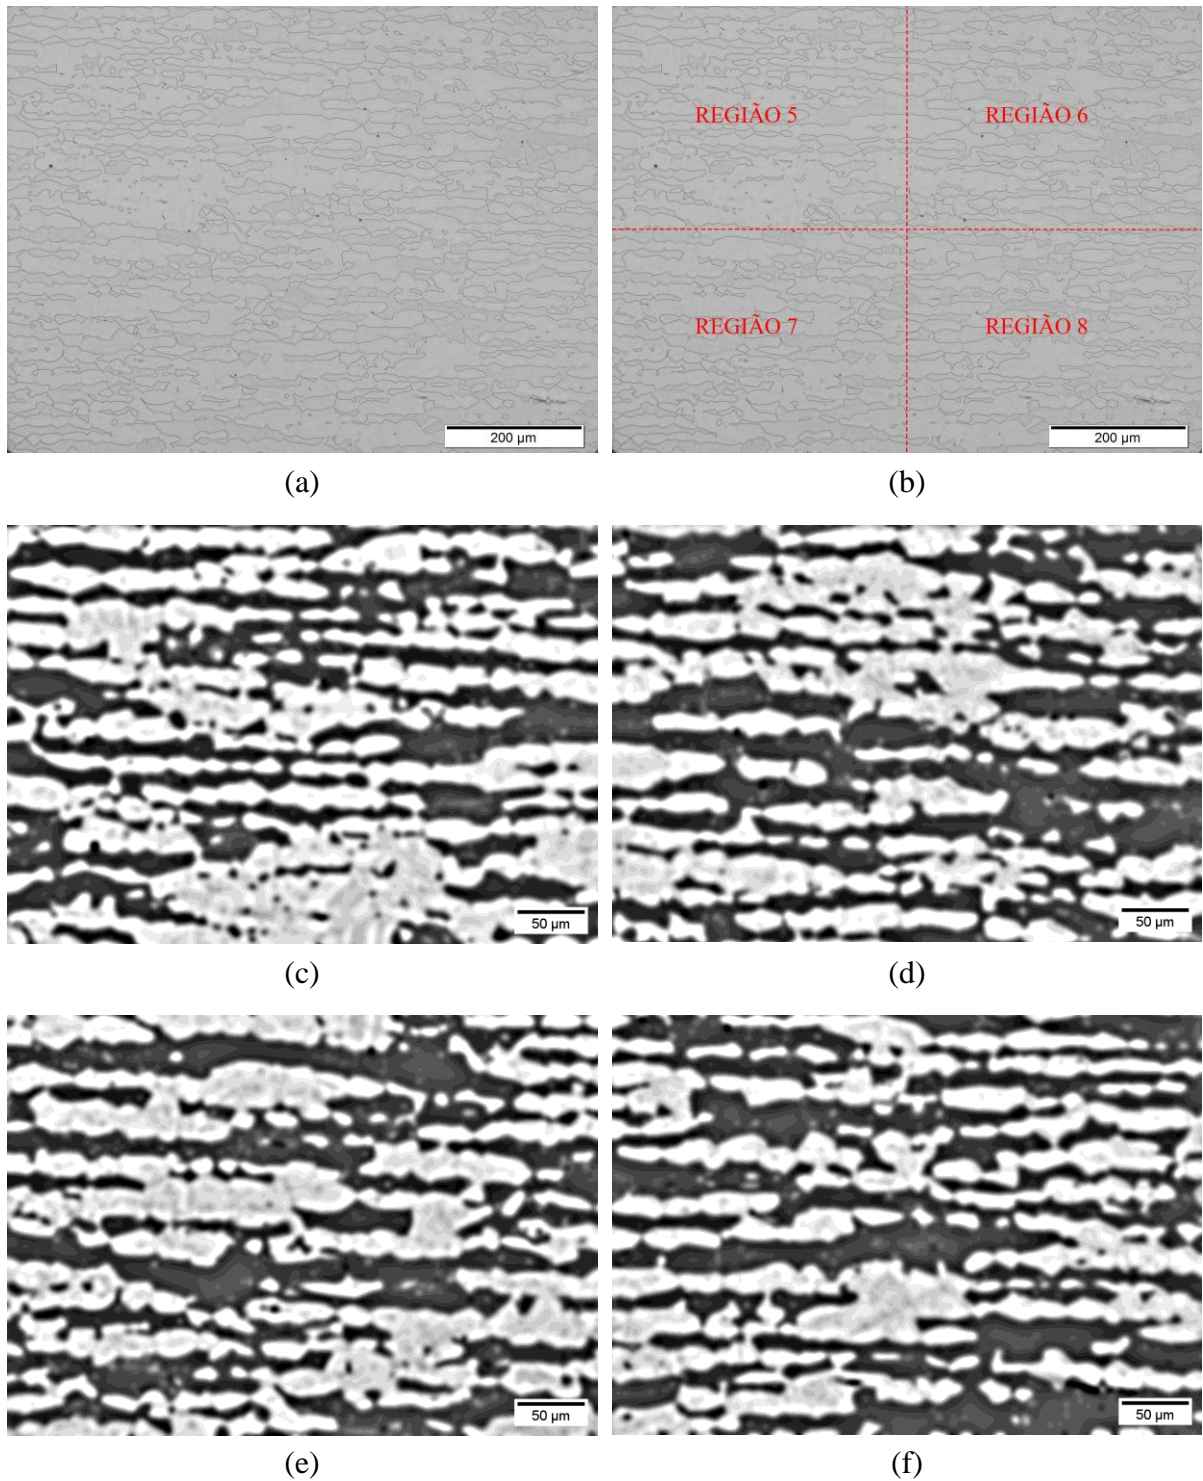 REGIÃO 5
REGIÃO 6
REGIÃO 7
REGIÃO 8
200 µm
200 µm
(a)
(b)
50 µm
50 µm
(c)
(d)
50 µm
50 µm
(e)
(f)